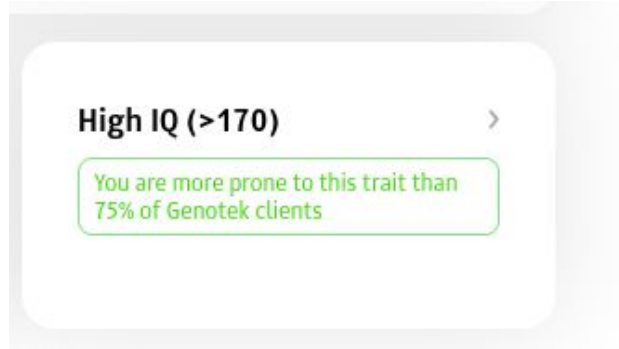 High IQ (>170)
You are more prone to this trait than
75% of Genotek clients